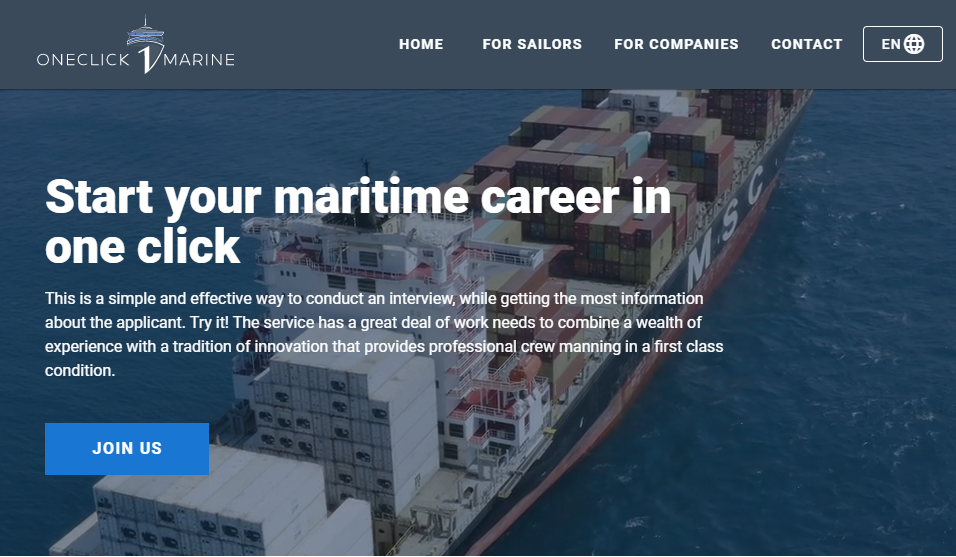 ONECLICK 1 MARINE
HOME FOR SAILORS FOR COMPANIES CONTACT EN
Start your maritime career in
one click
This is a simple and effective way to conduct an interview, while getting the most information
about the applicant. Try it! The service has a great deal of work needs to combine a wealth of
experience with a tradition of innovation that provides professional crew manning in a first class
condition.
JOIN US
MSC